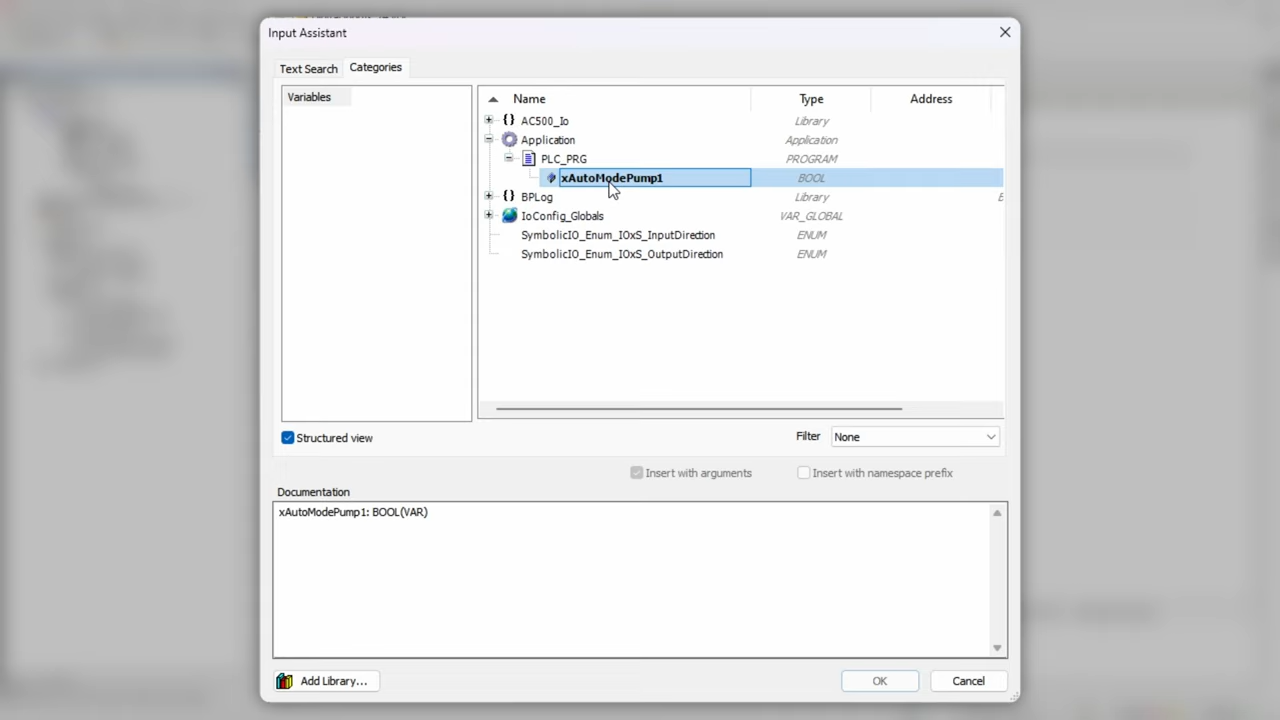 Input Assistant
Text Search Categories
Variables
Name Type Address
AC500_Io Library
Application Application
PLC_PRG PROGRAM
xAutoModePump1 BOOL
BPLog Library
IoConfig_Globals VAR_GLOBAL
SymbolicIO_Enum_IOxS_InputDirection ENUM
SymbolicIO_Enum_IOxS_OutputDirection ENUM
Structured view Filter None
Insert with arguments Insert with namespace prefix
Documentation
xAutoModePump1: BOOL(VAR)
Add Library... OK Cancel